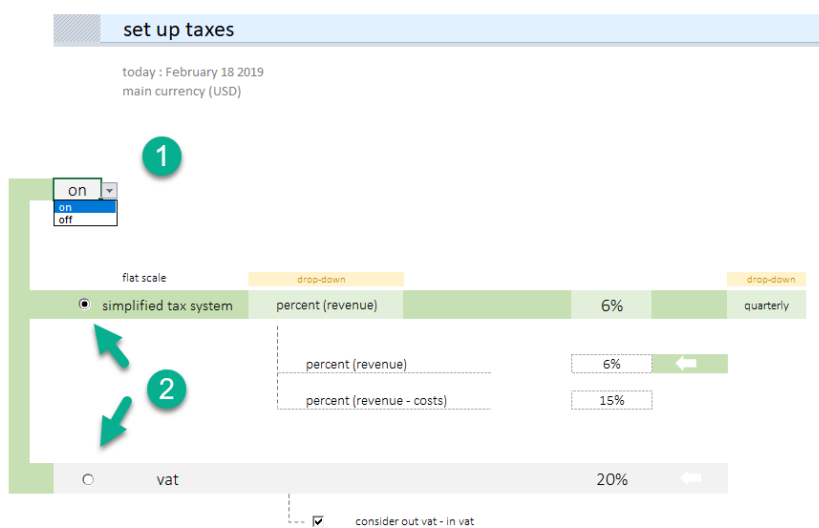 set up taxes
today : February 18 2019
main currency (USD)
1
on
on
off
flat scale drop-down drop-down
simplified tax system percent (revenue) 6% quarterly
percent (revenue) 6%
2
percent (revenue - costs) 15%
vat 20%
consider out vat - in vat